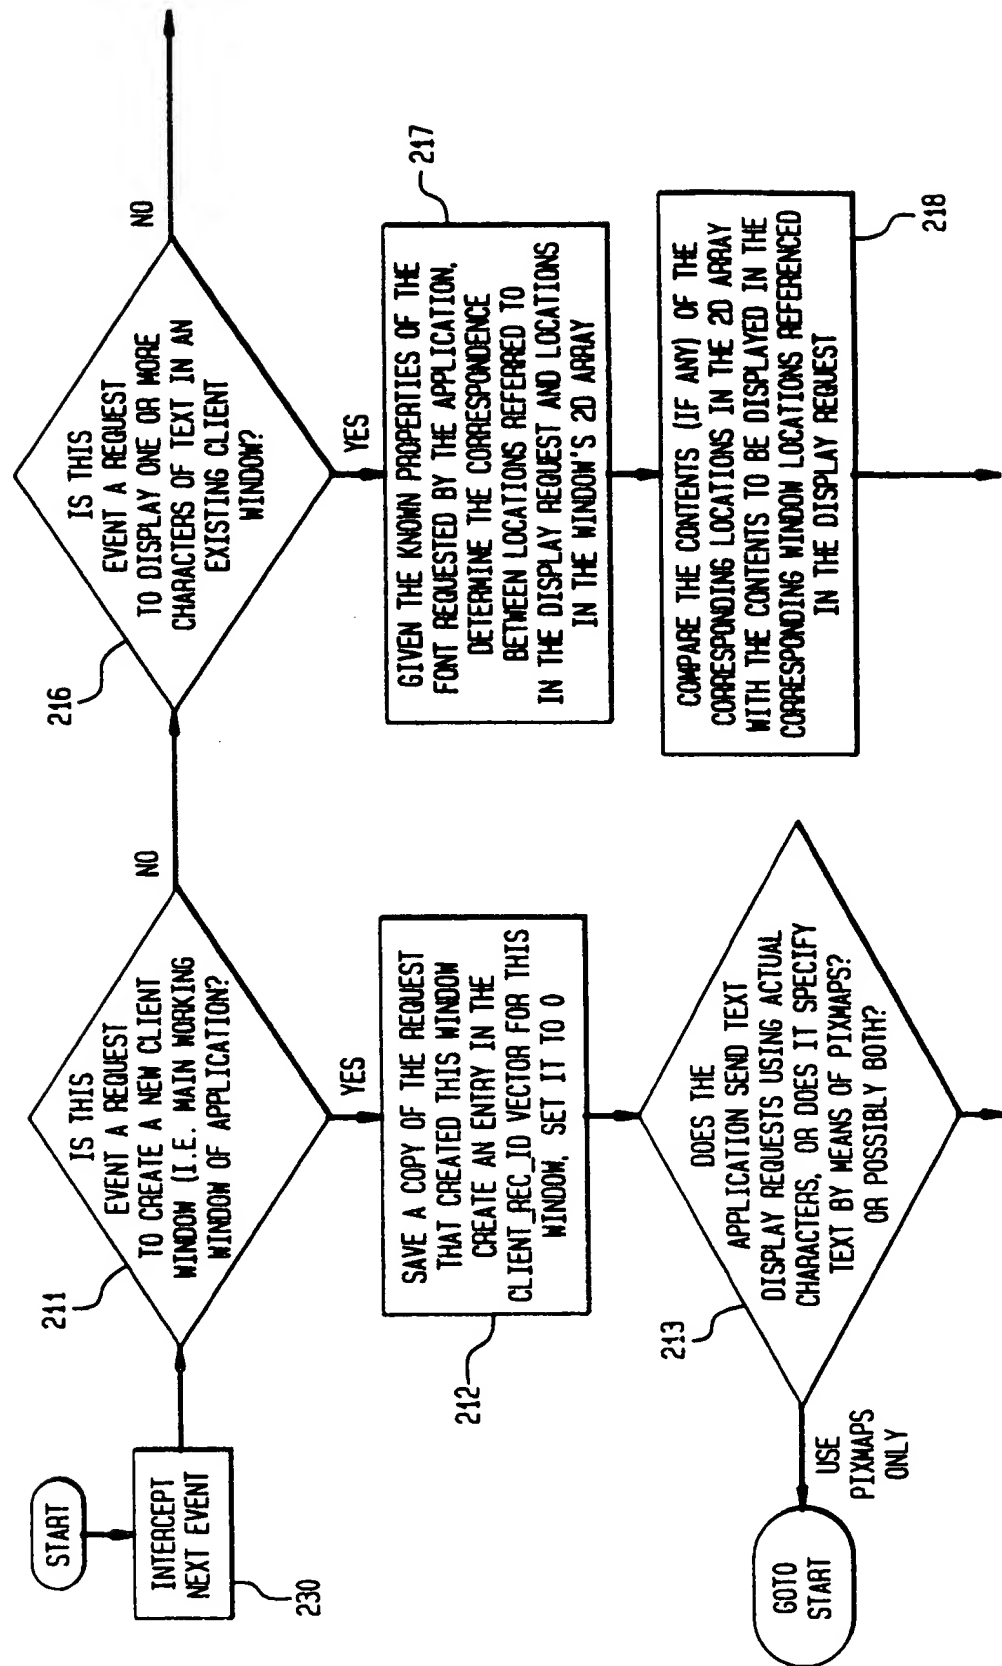 START
INTERCEPT
NEXT EVENT
230
IS THIS
EVENT A REQUEST
TO CREATE A NEW CLIENT
WINDOW (I.E. MAIN WORKING
WINDOW OF APPLICATION?
211
NO
YES
SAVE A COPY OF THE REQUEST
THAT CREATED THIS WINDOW
CREATE AN ENTRY IN THE
CLIENT_REC_ID VECTOR FOR THIS
WINDOW, SET IT TO 0
212
DOES THE
APPLICATION SEND TEXT
DISPLAY REQUESTS USING ACTUAL
CHARACTERS, OR DOES IT SPECIFY
TEXT BY MEANS OF PIXMAPS?
OR POSSIBLY BOTH?
213
USE
PIXMAPS
ONLY
GOTO
START
IS THIS
EVENT A REQUEST
TO DISPLAY ONE OR MORE
CHARACTERS OF TEXT IN AN
EXISTING CLIENT
WINDOW?
216
NO
YES
GIVEN THE KNOWN PROPERTIES OF THE
FONT REQUESTED BY THE APPLICATION,
DETERMINE THE CORRESPONDENCE
BETWEEN LOCATIONS REFERRED TO
IN THE DISPLAY REQUEST AND LOCATIONS
IN THE WINDOW'S 2D ARRAY
217
COMPARE THE CONTENTS (IF ANY) OF THE
CORRESPONDING LOCATIONS IN THE 2D ARRAY
WITH THE CONTENTS TO BE DISPLAYED IN THE
CORRESPONDING WINDOW LOCATIONS REFERENCED
IN THE DISPLAY REQUEST
218